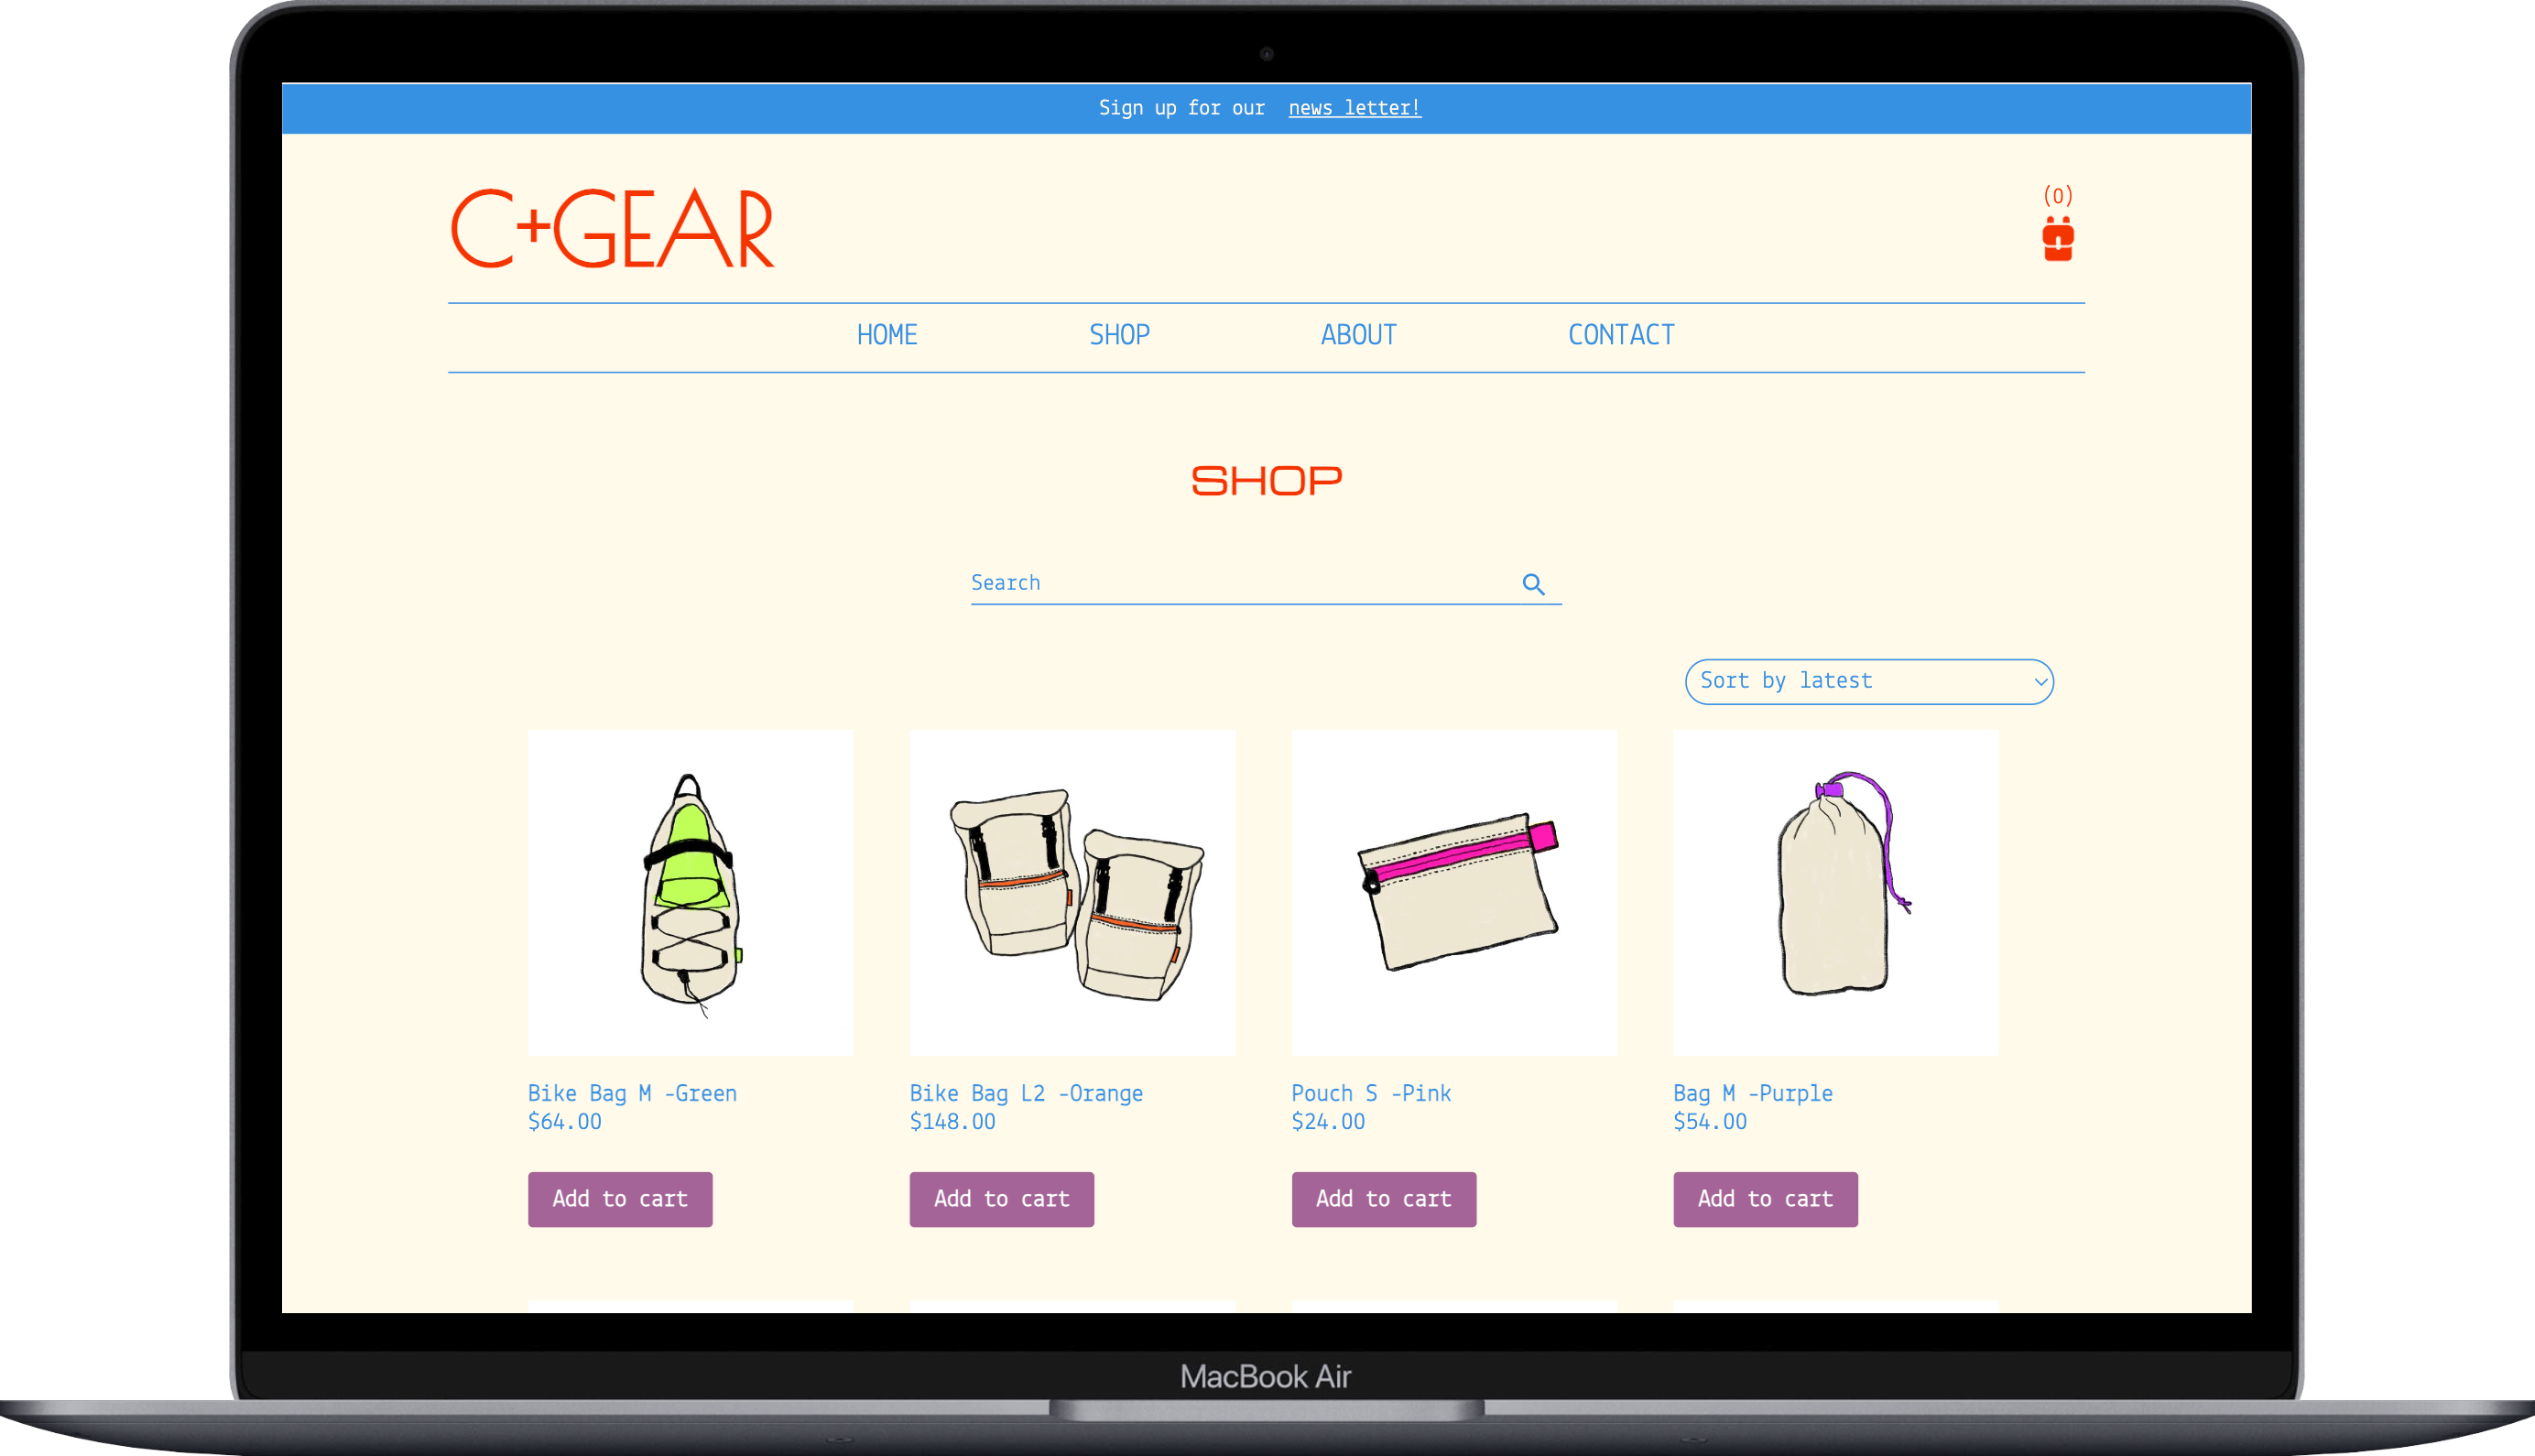 Sign up for our news letter!
C+GEAR
(0)
HOME SHOP ABOUT CONTACT
SHOP
Search
Sort by latest
Bike Bag M -Green
$64.00
Add to cart
Bike Bag L2 -Orange
$148.00
Add to cart
Pouch S -Pink
$24.00
Add to cart
Bag M -Purple
$54.00
Add to cart
MacBook Air